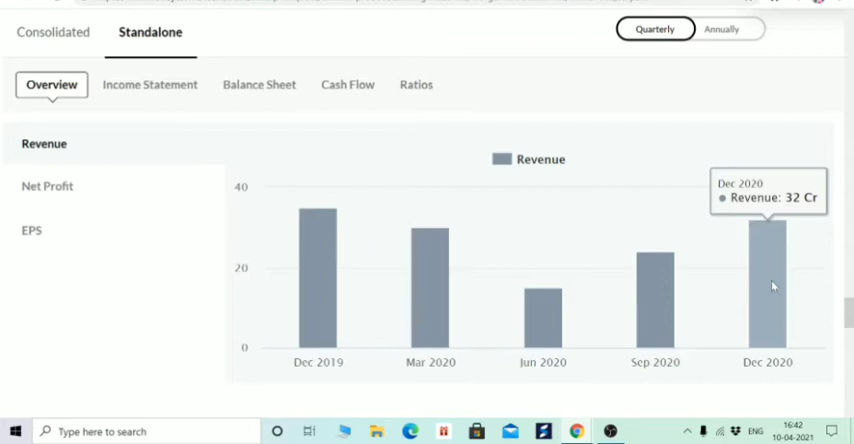 Consolidated Standalone Quarterly Annually
Overview Income Statement Balance Sheet Cash Flow Ratios
Revenue
Net Profit
EPS
Revenue
Dec 2020
Revenue: 32 Cr
40
20
0
Dec 2019 Mar 2020 Jun 2020 Sep 2020 Dec 2020
Type here to search
ENG
16:42
10-04-2021